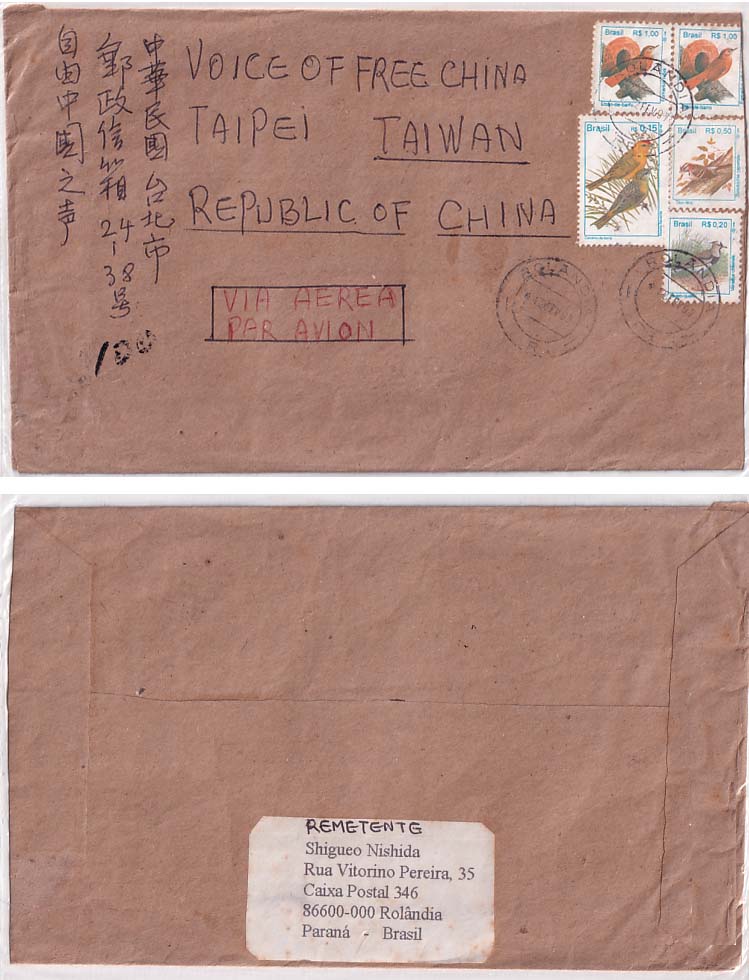 中華民國台北市
郵政信箱24-38号
自由中國之声
VOICE OF FREE CHINA
TAIPEI TAIWAN
REPUBLIC OF CHINA
VIA AEREA
PAR AVION
Brasil R$ 1,00
Brasil R$ 1,00
Brasil R$ 0,15
R$ 0,50
Brasil R$ 0,20
ROLANDIA
REMETENTE
Shigueo Nishida
Rua Vitorino Pereira, 35
Caixa Postal 346
86600-000 Rolândia
Paraná - Brasil